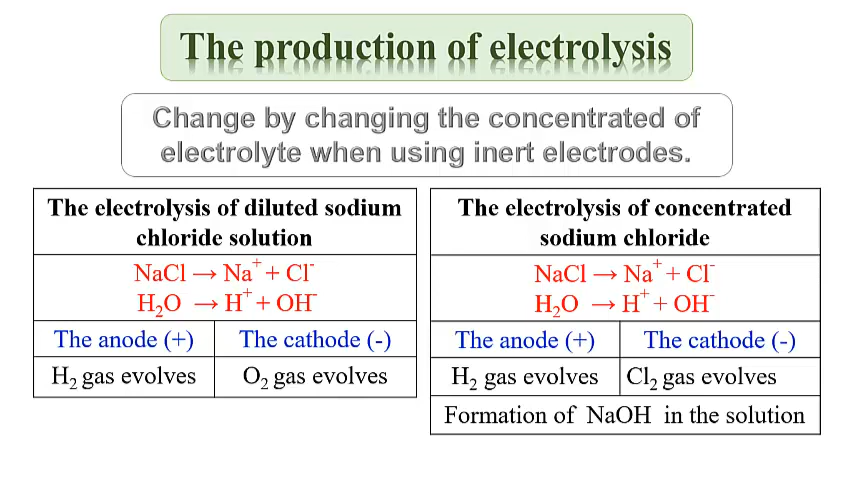 The production of electrolysis
Change by changing the concentrated of
electrolyte when using inert electrodes.
The electrolysis of diluted sodium
chloride solution
NaCl → Na⁺ + Cl⁻
H₂O → H⁺ + OH⁻
The anode (+) The cathode (-)
H₂ gas evolves O₂ gas evolves
The electrolysis of concentrated
sodium chloride
NaCl → Na⁺ + Cl⁻
H₂O → H⁺ + OH⁻
The anode (+) The cathode (-)
H₂ gas evolves Cl₂ gas evolves
Formation of NaOH in the solution